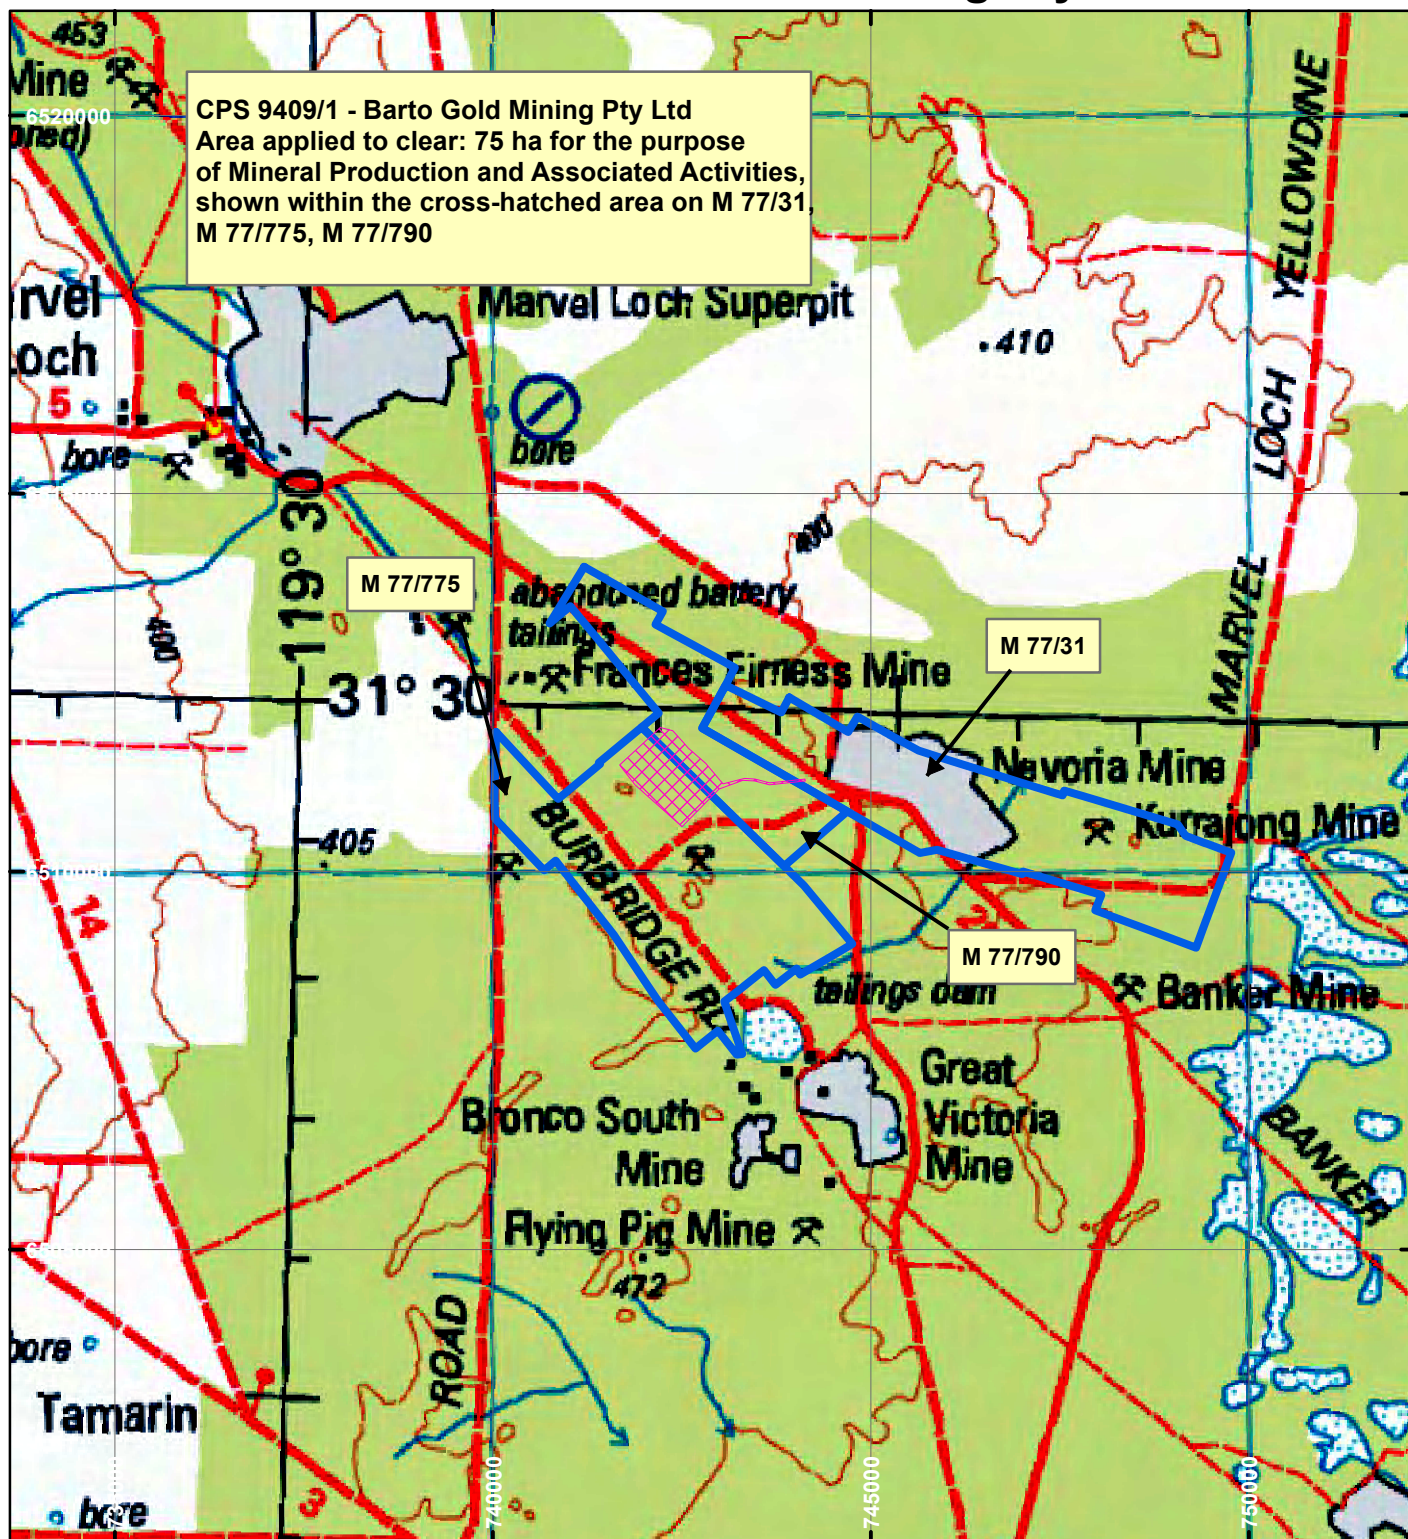 453
Mine
6520000
CPS 9409/1 - Barto Gold Mining Pty Ltd
Area applied to clear: 75 ha for the purpose
of Mineral Production and Associated Activities,
shown within the cross-hatched area on M 77/31,
M 77/775, M 77/790
YELLOWDINE
Marvel Loch Superpit
410
5
LOCH
bore
bore
119° 30'
400
M 77/775
abandoned battery
tailings
MARVEL
400
M 77/31
Frances Firness Mine
31° 30
Nevoria Mine
Kurrajong Mine
405
BURBRIDGE RD
6510000
14
M 77/790
tailings dam
Banker Mine
Great
Victoria
Mine
Bronco South
Mine
BANKER
Flying Pig Mine
472
ROAD
bore
Tamarin
3
bore
740000
745000
750000